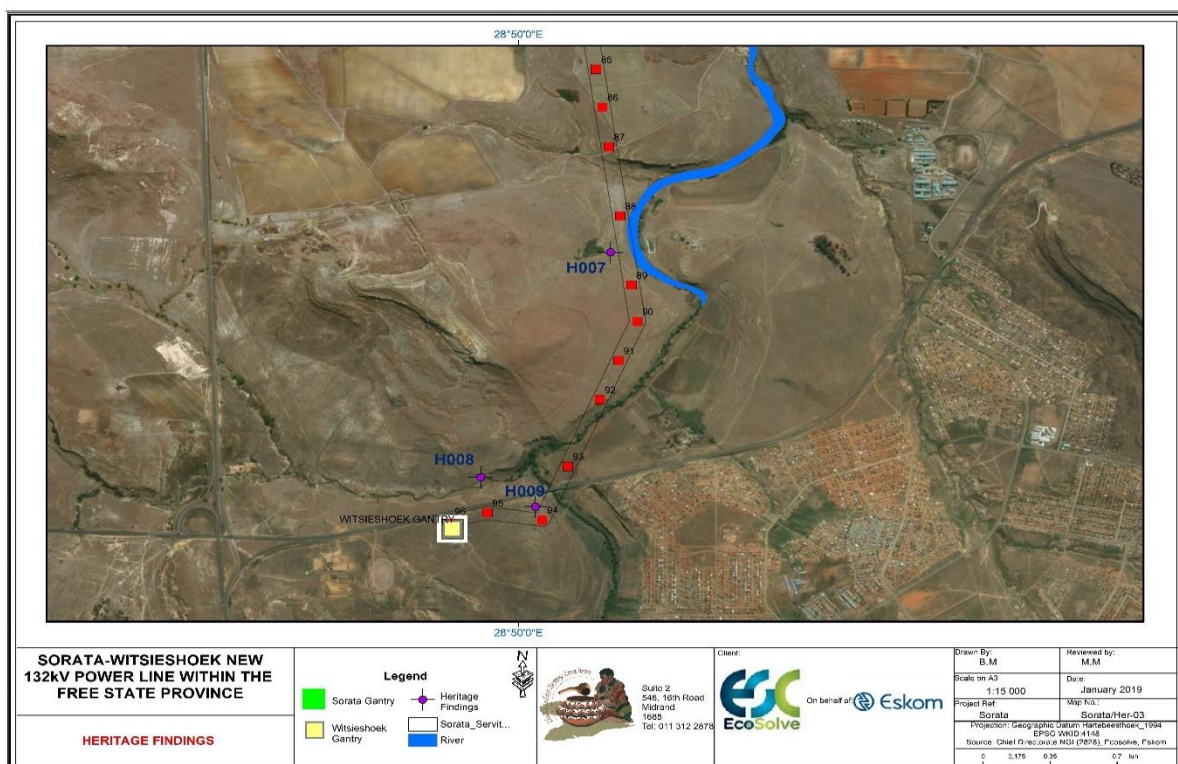 28°50'0"E
85
86
87
88
H007
89
90
91
92
H008
93
H009
95
94
96
WITSIESHOEK GANTRY
28°50'0"E
SORATA-WITSIESHOEK NEW
132kV POWER LINE WITHIN THE
FREE STATE PROVINCE
HERITAGE FINDINGS
Legend
Sorata Gantry
Heritage
Findings
Witsieshoek
Gantry
Sorata_Servit...
River
N
Suite 2
546, 16th Road
Midrand
1685
Tel: 011 312 2878
Client:
ESC
EcoSolve
On behalf of:
Eskom
Drawn By:
B.M
Reviewed by:
M.M
Scale on A3
1:15 000
Date:
January 2019
Project Ref:
Sorata
Map No.:
Sorata/Her-03
Projection: Geographic Datum Hartebeesthoek_1994
EPSG WKID:4148
Source: Chief Directorate NGI (2828), Ecosolve, Eskom
0 0,175 0,35 0,7 km